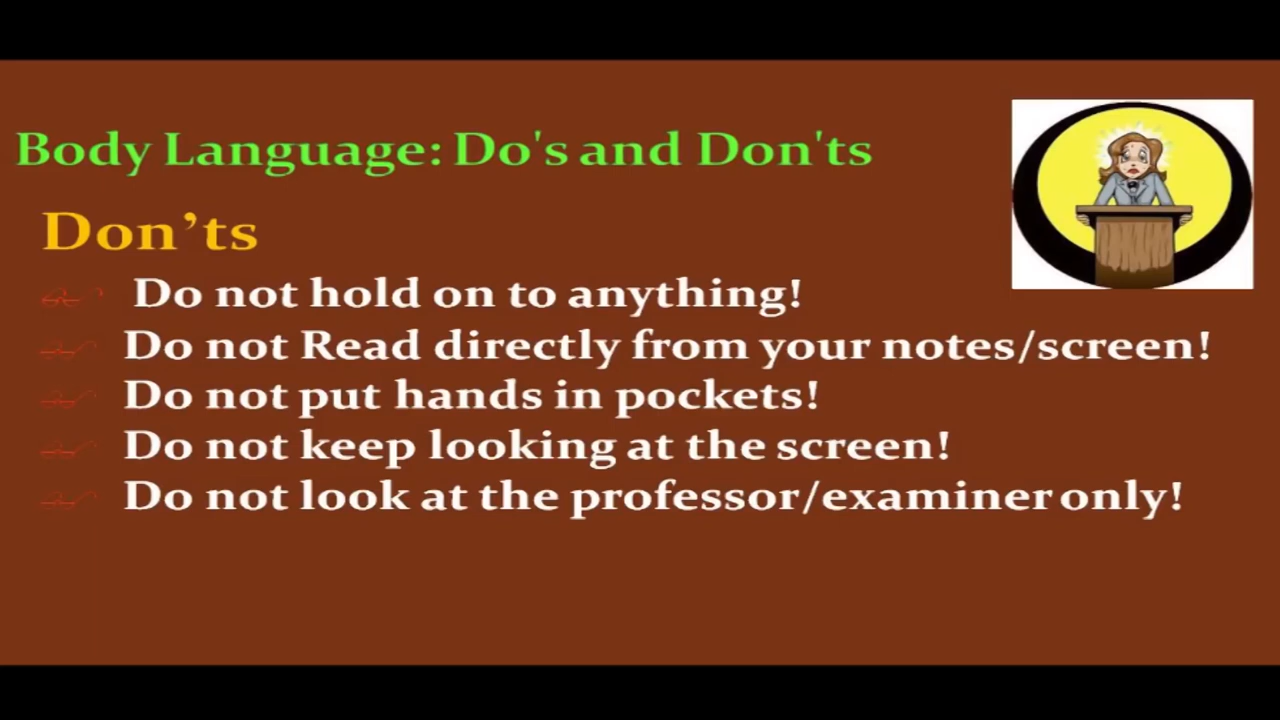 Body Language: Do's and Don'ts
Don’ts
Do not hold on to anything!
Do not Read directly from your notes/screen!
Do not put hands in pockets!
Do not keep looking at the screen!
Do not look at the professor/examiner only!